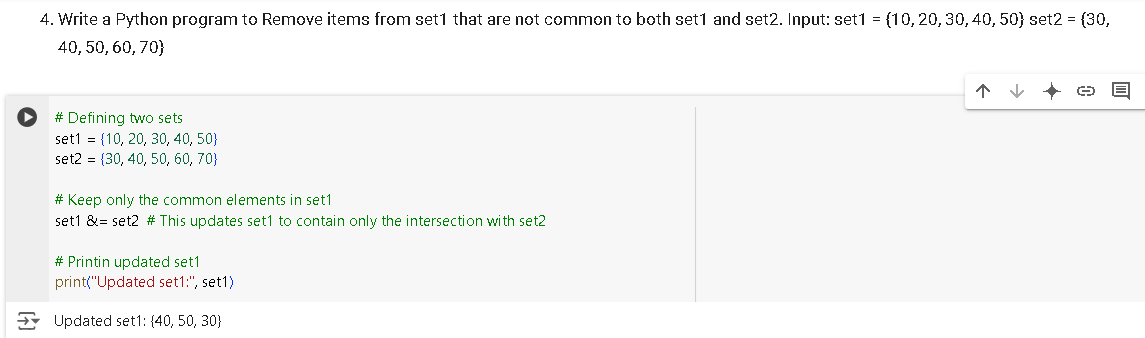 4. Write a Python program to Remove items from set1 that are not common to both set1 and set2. Input: set1 = {10, 20, 30, 40, 50} set2 = {30,
40, 50, 60, 70}
# Defining two sets
set1 = {10, 20, 30, 40, 50}
set2 = {30, 40, 50, 60, 70}
# Keep only the common elements in set1
set1 &= set2  # This updates set1 to contain only the intersection with set2
# Printin updated set1
print("Updated set1:", set1)
Updated set1: {40, 50, 30}